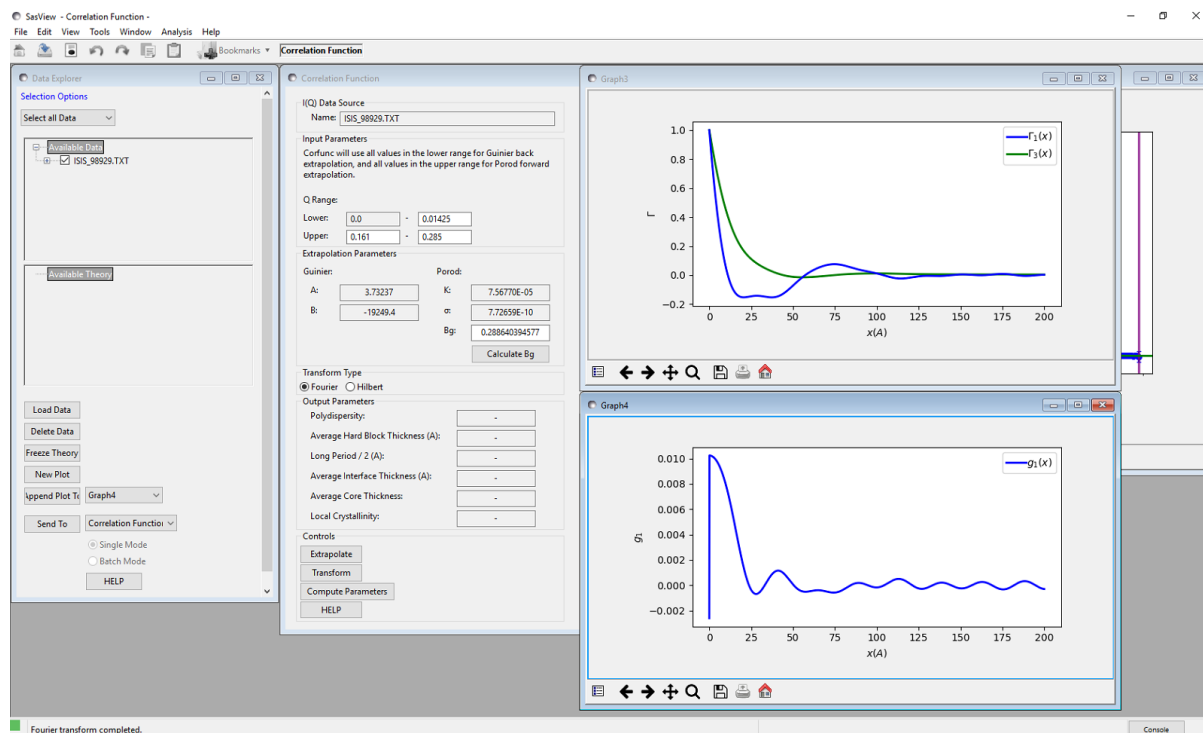 SasView - Correlation Function -
File Edit View Tools Window Analysis Help
Bookmarks Correlation Function
Data Explorer
Selection Options
Select all Data
Available Data
ISIS_98929.TXT
Available Theory
Load Data
Delete Data
Freeze Theory
New Plot
Append Plot To Graph4
Send To Correlation Function
Single Mode
Batch Mode
HELP
Correlation Function
I(Q) Data Source
Name: ISIS_98929.TXT
Input Parameters
Corfunc will use all values in the lower range for Guinier back
extrapolation, and all values in the upper range for Porod forward
extrapolation.
Q Range:
Lower: 0.0 - 0.01425
Upper: 0.161 - 0.285
Extrapolation Parameters
Guinier: Porod:
A: 3.73237 K: 7.56770E-05
B: -19249.4 σ: 7.72659E-10
Bg: 0.288640394577
Calculate Bg
Transform Type
Fourier Hilbert
Output Parameters
Polydispersity: -
Average Hard Block Thickness (A): -
Long Period / 2 (A): -
Average Interface Thickness (A): -
Average Core Thickness: -
Local Crystallinity: -
Controls
Extrapolate
Transform
Compute Parameters
HELP
Graph3
Γ₁(x)
Γ₃(x)
1.0
0.8
0.6
0.4
0.2
0.0
−0.2
Γ
0 25 50 75 100 125 150 175 200
x(A)
Graph4
g₁(x)
0.010
0.008
0.006
0.004
0.002
0.000
−0.002
g₁
0 25 50 75 100 125 150 175 200
x(A)
Fourier transform completed.
Console